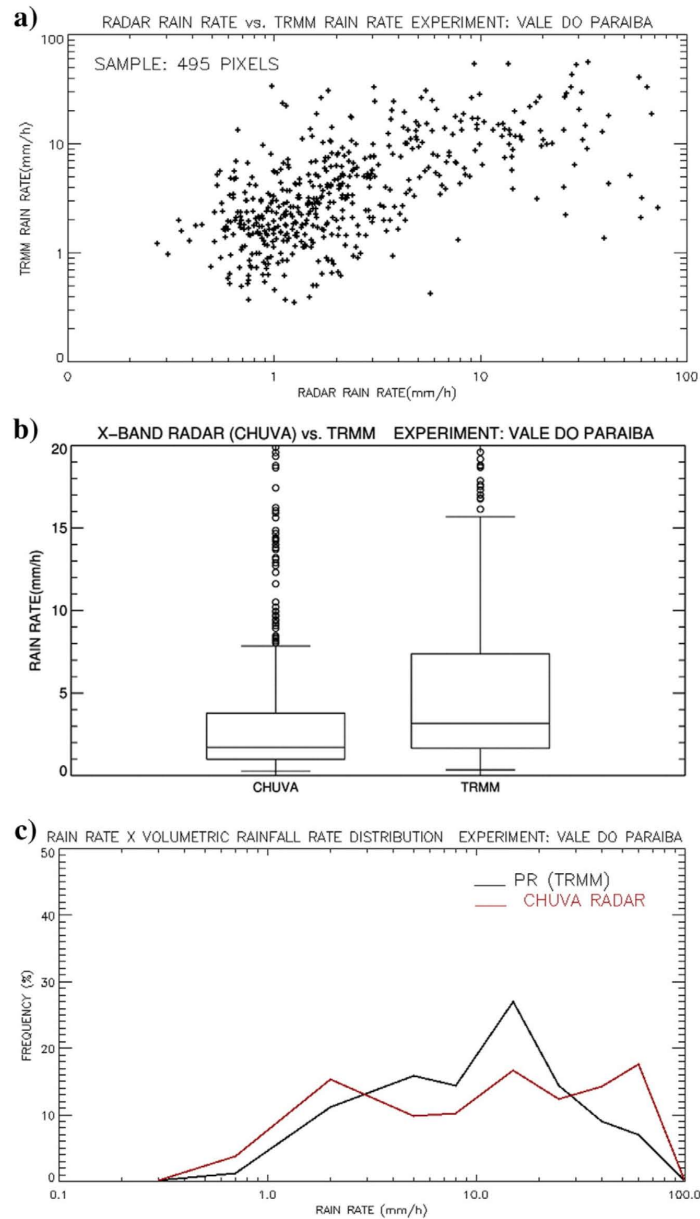 a)
RADAR RAIN RATE vs. TRMM RAIN RATE EXPERIMENT: VALE DO PARAIBA
SAMPLE: 495 PIXELS
TRMM RAIN RATE(mm/h)
100
10
1
0
0 1 10 100
RADAR RAIN RATE(mm/h)
b)
X-BAND RADAR (CHUVA) vs. TRMM EXPERIMENT: VALE DO PARAIBA
RAIN RATE(mm/h)
20
15
10
5
0
CHUVA TRMM
c)
RAIN RATE X VOLUMETRIC RAINFALL RATE DISTRIBUTION EXPERIMENT: VALE DO PARAIBA
PR (TRMM)
CHUVA RADAR
FREQUENCY (%)
50
40
30
20
10
0
0.1 1.0 10.0 100.0
RAIN RATE (mm/h)